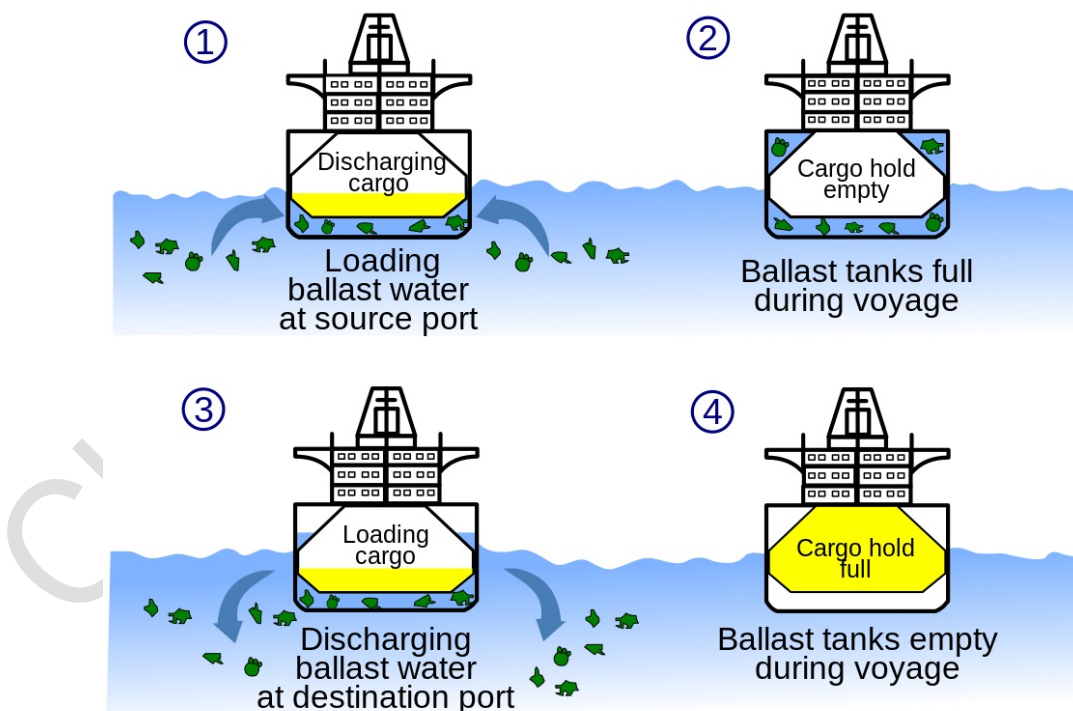 1
2
Discharging
cargo
Cargo hold
empty
Loading
ballast water
at source port
Ballast tanks full
during voyage
3
4
Loading
cargo
Cargo hold
full
Discharging
ballast water
at destination port
Ballast tanks empty
during voyage